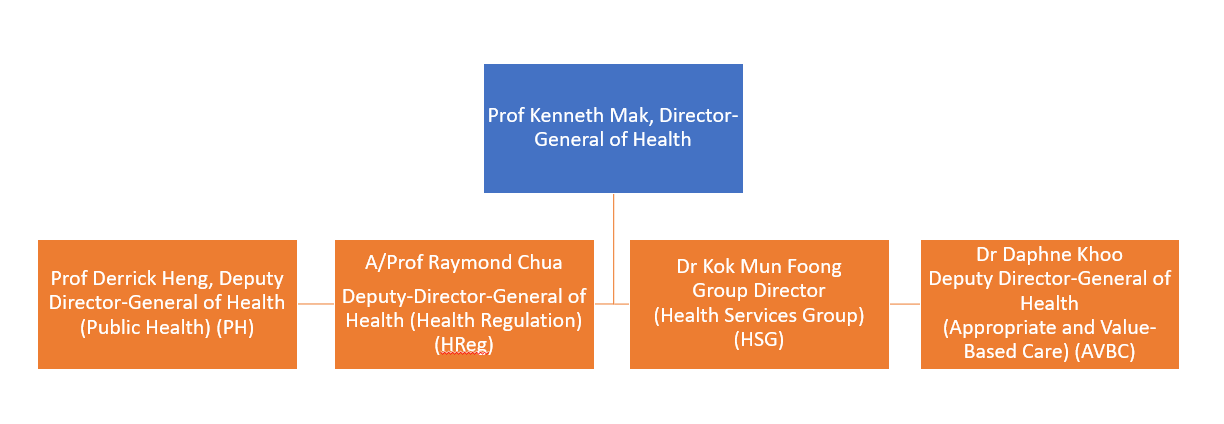 Prof Kenneth Mak, Director-
General of Health
Prof Derrick Heng, Deputy
Director-General of Health
(Public Health) (PH)
A/Prof Raymond Chua
Deputy-Director-General of
Health (Health Regulation)
(HReg)
Dr Kok Mun Foong
Group Director
(Health Services Group)
(HSG)
Dr Daphne Khoo
Deputy Director-General of
Health
(Appropriate and Value-
Based Care) (AVBC)